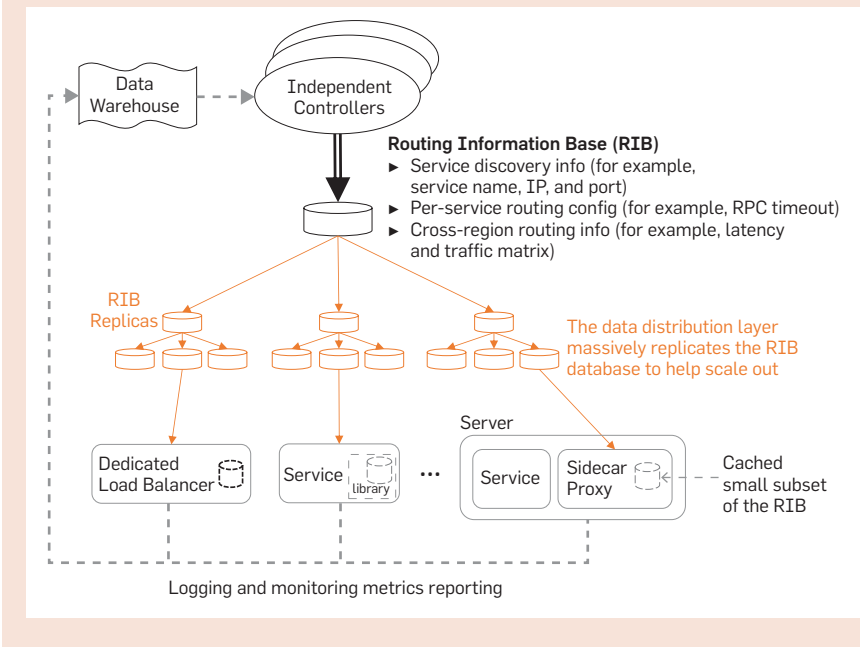 Data
Warehouse
Independent
Controllers
Routing Information Base (RIB)
► Service discovery info (for example,
service name, IP, and port)
► Per-service routing config (for example, RPC timeout)
► Cross-region routing info (for example, latency
and traffic matrix)
RIB
Replicas
The data distribution layer
massively replicates the RIB
database to help scale out
Server
Dedicated
Load Balancer
Service
library
...
Service
Sidecar
Proxy
Cached
small subset
of the RIB
Logging and monitoring metrics reporting